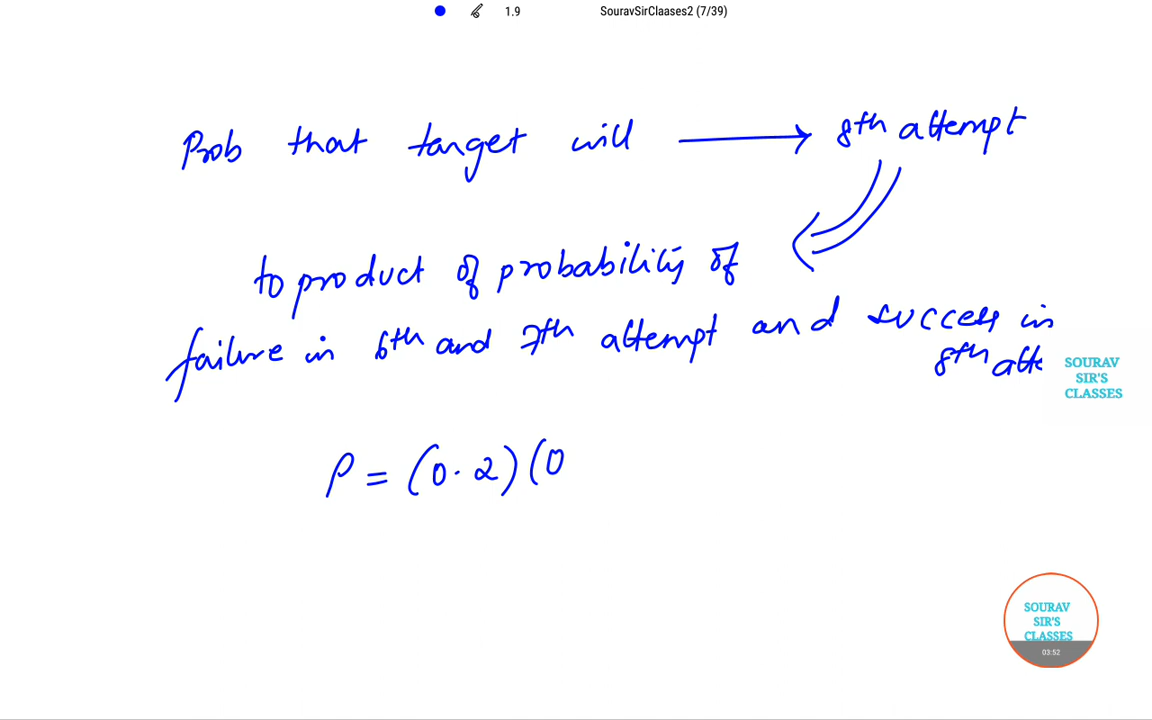 1.9 SouravSirClaases2 (7/39)
Prob that target will → 8th attempt
to product of probability of
failure in 6th and 7th attempt and success in
8th atte
SOURAV
SIR'S
CLASSES
P = (0.2)(0
SOURAV
SIR'S
CLASSES
03:52